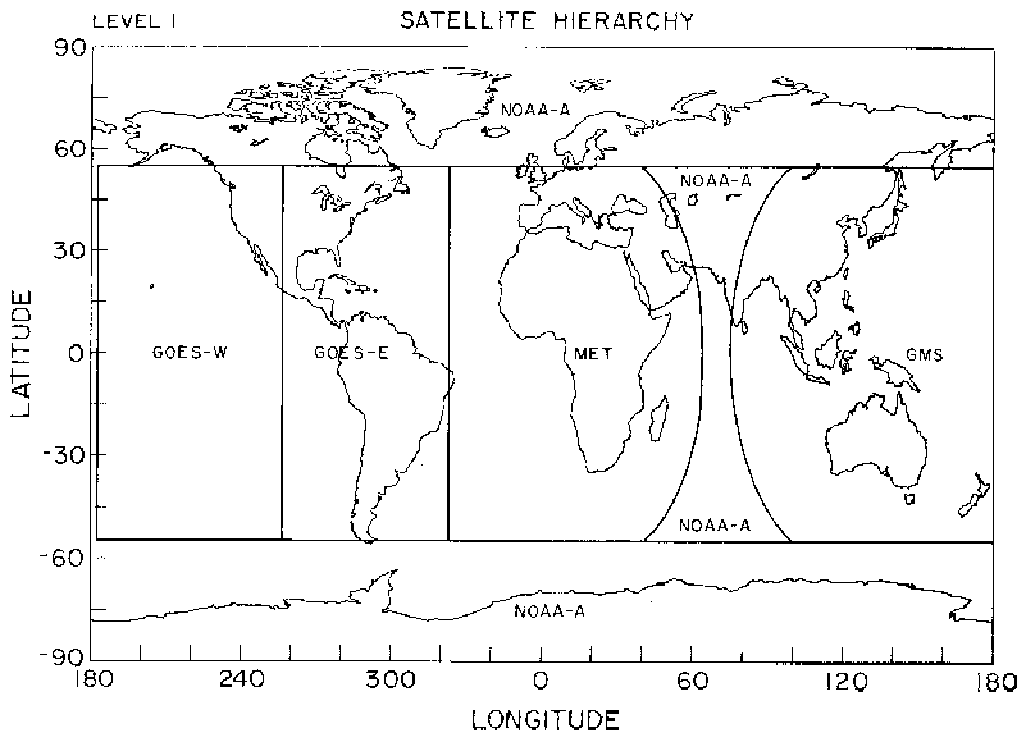 LEVEL I
SATELLITE HIERARCHY
90
NOAA-A
60
NOAA-A
30
LATITUDE
0
GOES-W
GOES-E
MET
GMS
-30
NOAA-A
-60
NOAA-A
-90
180
240
300
0
60
120
180
LONGITUDE